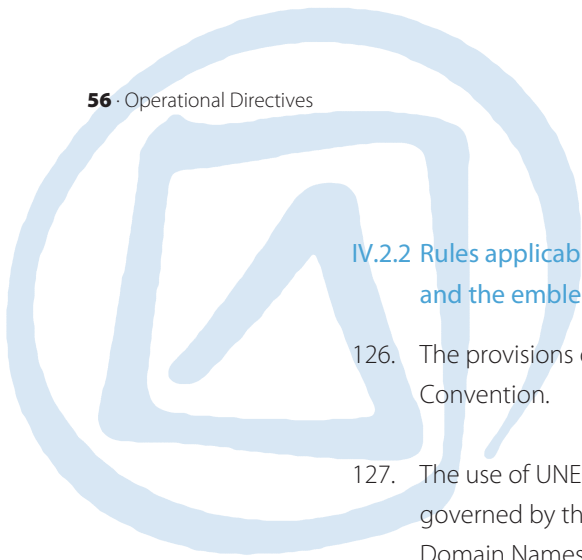 56 · Operational Directives
IV.2.2 Rules applicab
and the emble
126. The provisions
Convention.
127. The use of UNE
governed by th
Domain Names